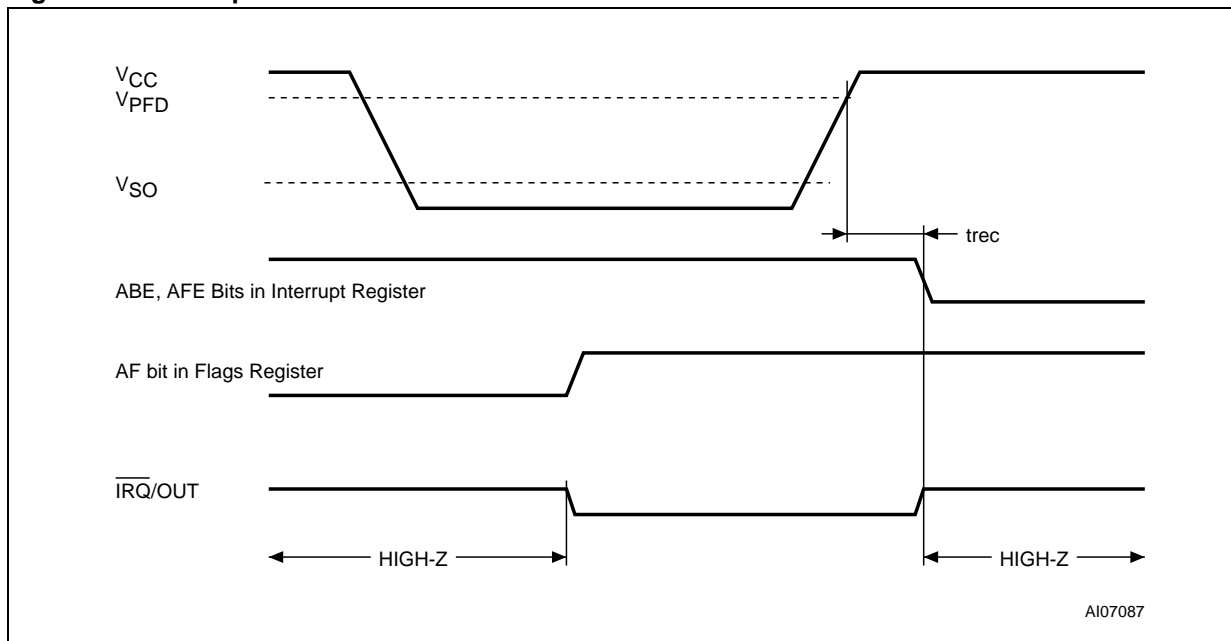 VCC
VPFD
VSO
trec
ABE, AFE Bits in Interrupt Register
AF bit in Flags Register
IRQ/OUT
HIGH-Z
HIGH-Z
AI07087